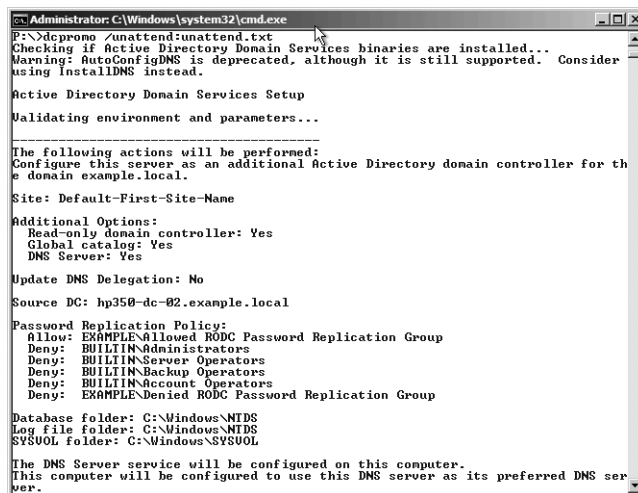 Administrator: C:\Windows\system32\cmd.exe
P:\>dcpromo /unattend:unattend.txt
Checking if Active Directory Domain Services binaries are installed...
Warning: AutoConfigDNS is deprecated, although it is still supported.  Consider
using InstallDNS instead.
Active Directory Domain Services Setup
Validating environment and parameters...
----------------------------------------
The following actions will be performed:
Configure this server as an additional Active Directory domain controller for th
e domain example.local.
Site: Default-First-Site-Name
Additional Options:
  Read-only domain controller: Yes
  Global catalog: Yes
  DNS Server: Yes
Update DNS Delegation: No
Source DC: hp350-dc-02.example.local
Password Replication Policy:
  Allow: EXAMPLE\Allowed RODC Password Replication Group
  Deny:  BUILTIN\Administrators
  Deny:  BUILTIN\Server Operators
  Deny:  BUILTIN\Backup Operators
  Deny:  BUILTIN\Account Operators
  Deny:  EXAMPLE\Denied RODC Password Replication Group
Database folder: C:\Windows\NTDS
Log file folder: C:\Windows\NTDS
SYSVOL folder: C:\Windows\SYSVOL
The DNS Server service will be configured on this computer.
This computer will be configured to use this DNS server as its preferred DNS ser
ver.